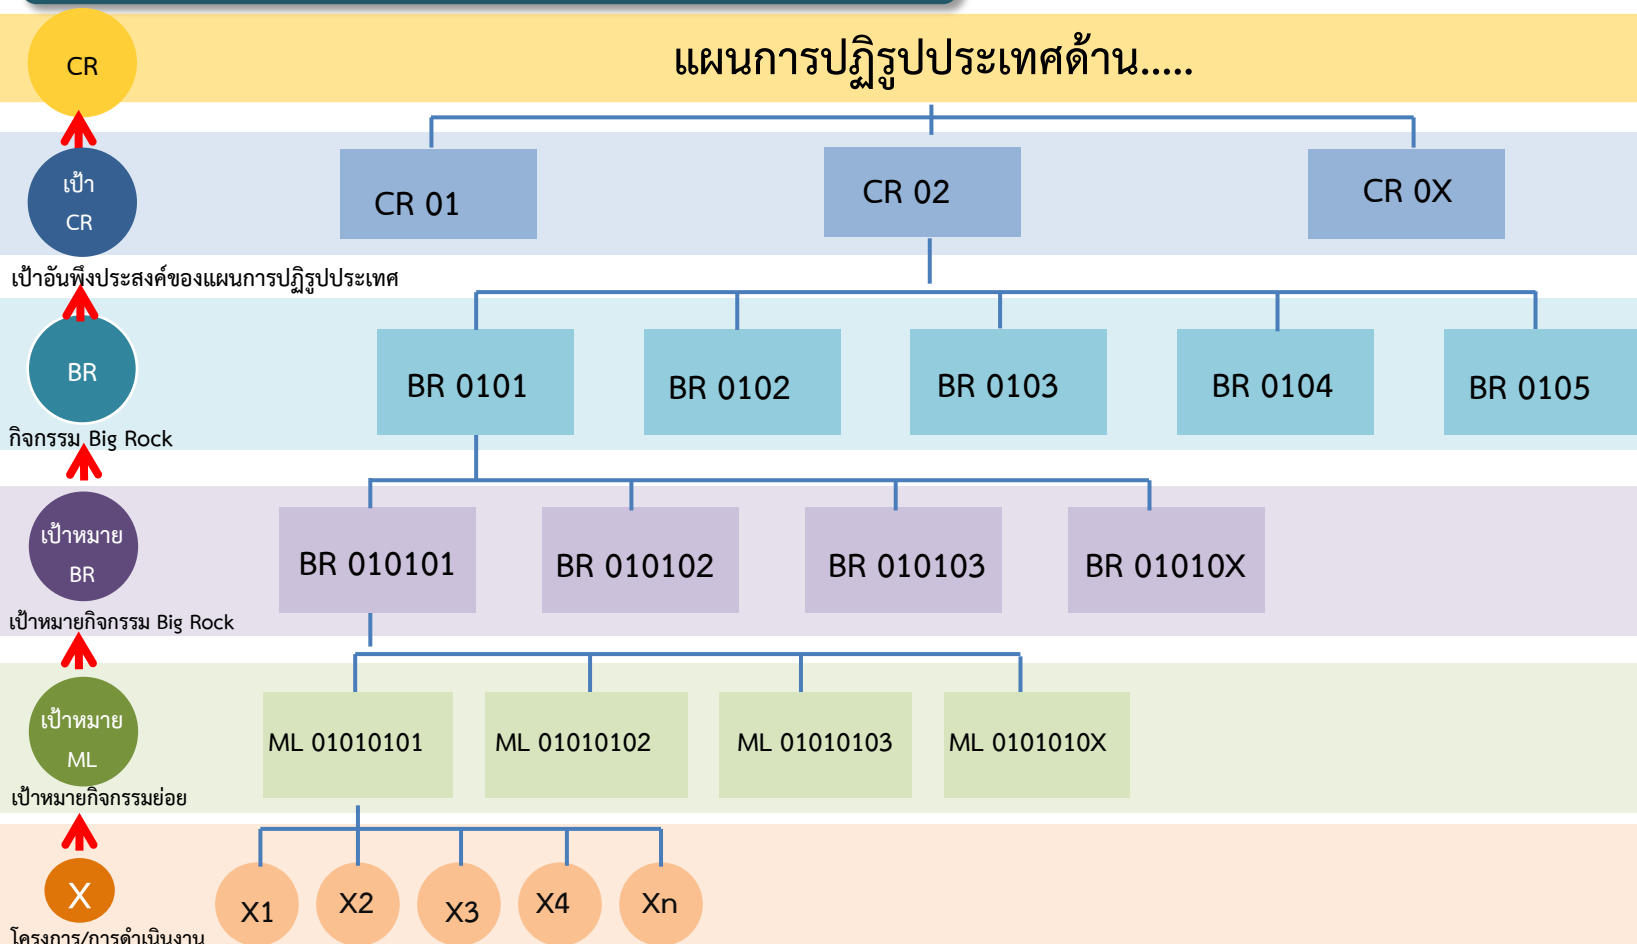 CR
แผนการปฏิรูปประเทศด้าน.....
เป้า
CR
CR 01
CR 02
CR 0X
เป้าอันพึงประสงค์ของแผนการปฏิรูปประเทศ
BR
BR 0101
BR 0102
BR 0103
BR 0104
BR 0105
กิจกรรม Big Rock
เป้าหมาย
BR
BR 010101
BR 010102
BR 010103
BR 01010X
เป้าหมายกิจกรรม Big Rock
เป้าหมาย
ML
ML 01010101
ML 01010102
ML 01010103
ML 0101010X
เป้าหมายกิจกรรมย่อย
X
X1
X2
X3
X4
Xn
โครงการ/การดำเนินงาน